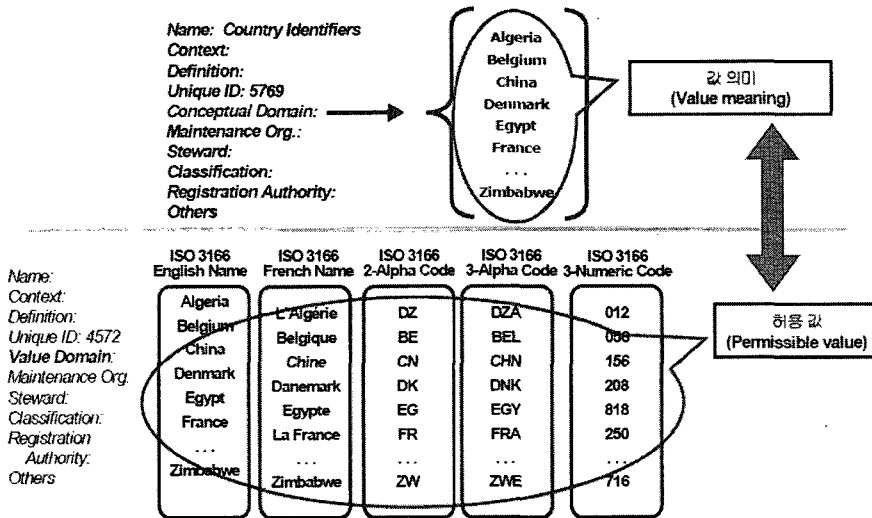 Name: Country Identifiers
Context:
Definition:
Unique ID: 5769
Conceptual Domain:
Maintenance Org.:
Steward:
Classification:
Registration Authority:
Others
Algeria
Belgium
China
Denmark
Egypt
France
...
Zimbabwe
값 의미
(Value meaning)
Name:
Context:
Definition:
Unique ID: 4572
Value Domain:
Maintenance Org.
Steward:
Classification:
Registration
Authority:
Others
ISO 3166
English Name
Algeria
Belgium
China
Denmark
Egypt
France
...
Zimbabwe
ISO 3166
French Name
L'Algérie
Belgique
Chine
Danemark
Egypte
La France
...
Zimbabwe
ISO 3166
2-Alpha Code
DZ
BE
CN
DK
EG
FR
...
ZW
ISO 3166
3-Alpha Code
DZA
BEL
CHN
DNK
EGY
FRA
...
ZWE
ISO 3166
3-Numeric Code
012
156
208
818
250
...
716
허용 값
(Permissible value)